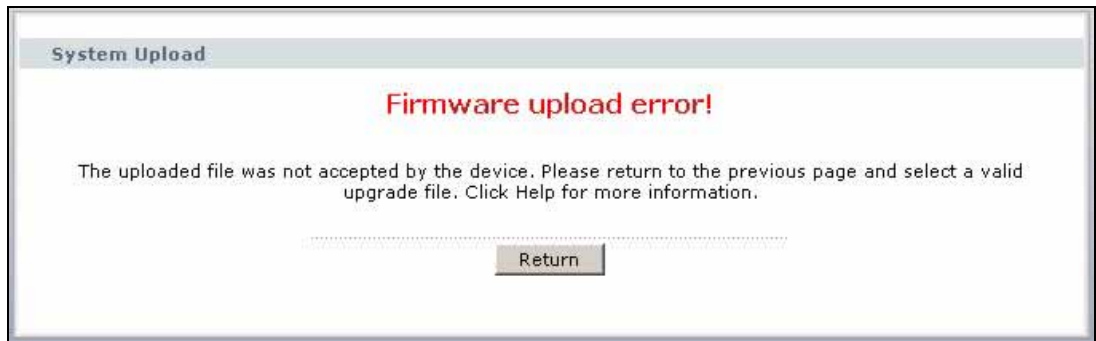 System Upload
Firmware upload error!
The uploaded file was not accepted by the device. Please return to the previous page and select a valid
upgrade file. Click Help for more information.
Return